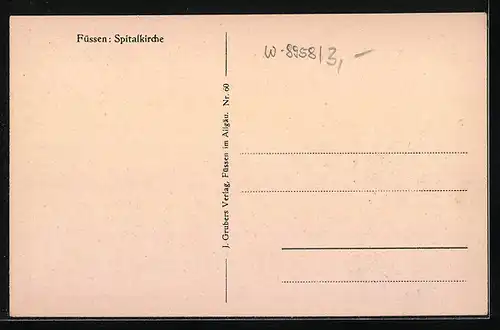 Füssen: Spitalkirche
W-8958/3,-
J. Grubers Verlag, Füssen im Allgäu. Nr. 60